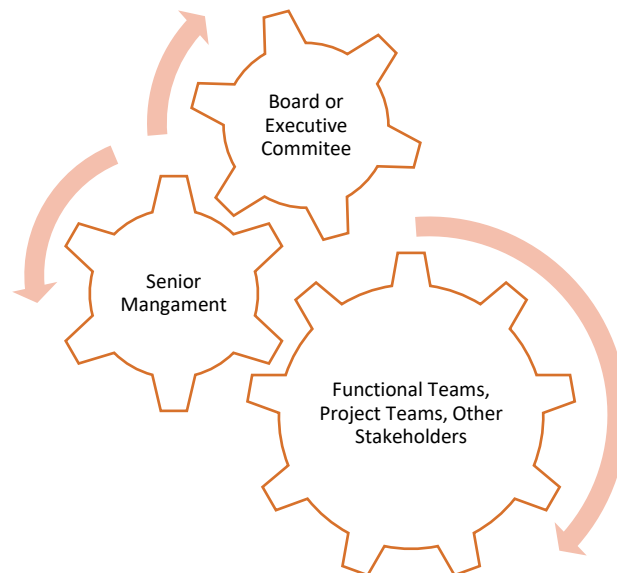 Board or
Executive
Commitee
Senior
Mangament
Functional Teams,
Project Teams, Other
Stakeholders